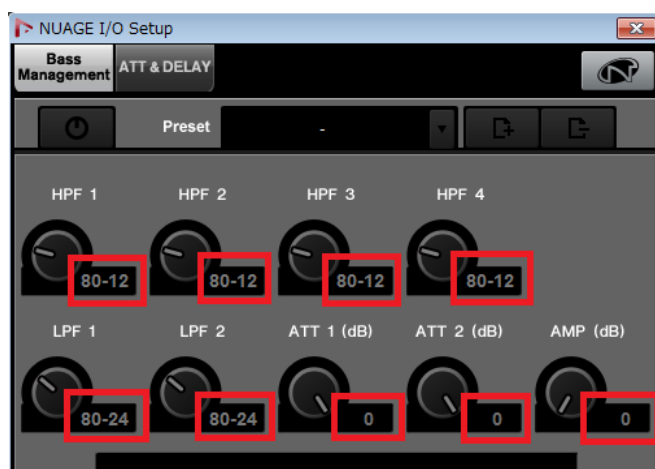 NUAGE I/O Setup
Bass
Management
ATT & DELAY
Preset
-
HPF 1
HPF 2
HPF 3
HPF 4
80-12
80-12
80-12
80-12
LPF 1
LPF 2
ATT 1 (dB)
ATT 2 (dB)
AMP (dB)
80-24
80-24
0
0
0